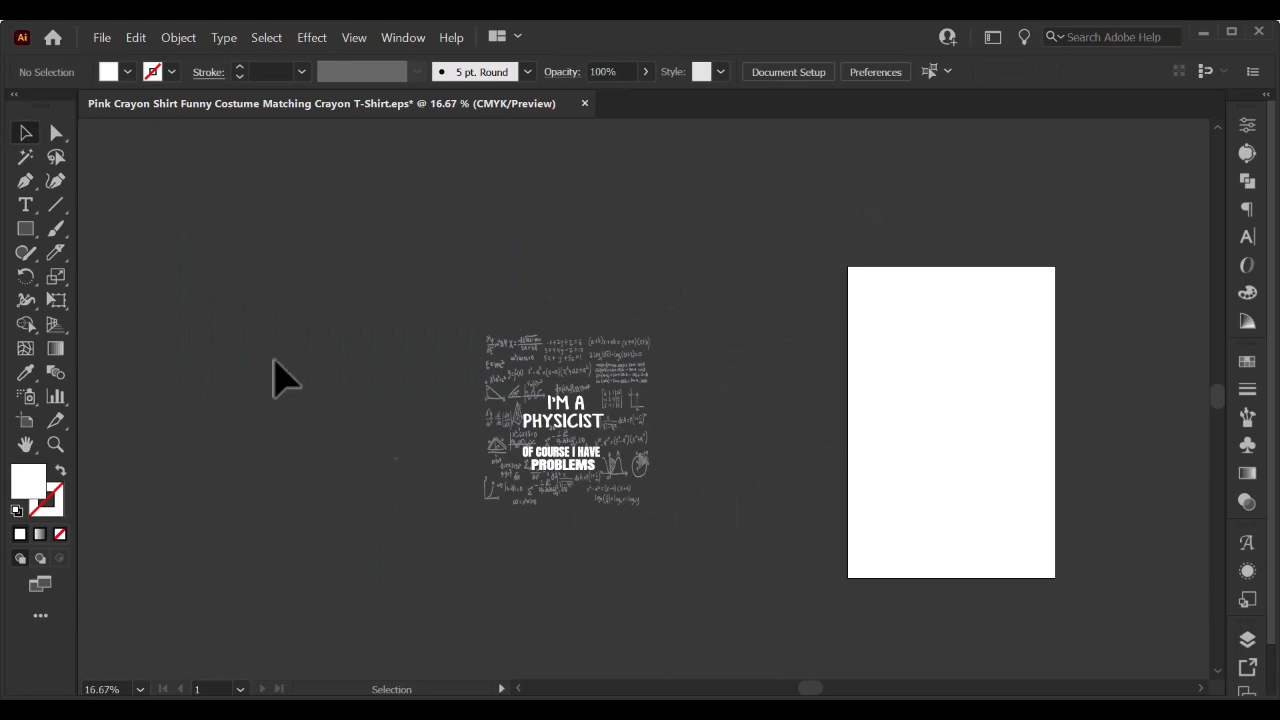 Ai
File Edit Object Type Select Effect View Window Help
Search Adobe Help
No Selection
Stroke:
5 pt. Round
Opacity: 100%
Style:
Document Setup
Preferences
Pink Crayon Shirt Funny Costume Matching Crayon T-Shirt.eps* @ 16.67 % (CMYK/Preview)
I'M A
PHYSICIST
OF COURSE I HAVE
PROBLEMS
16.67%
1
Selection